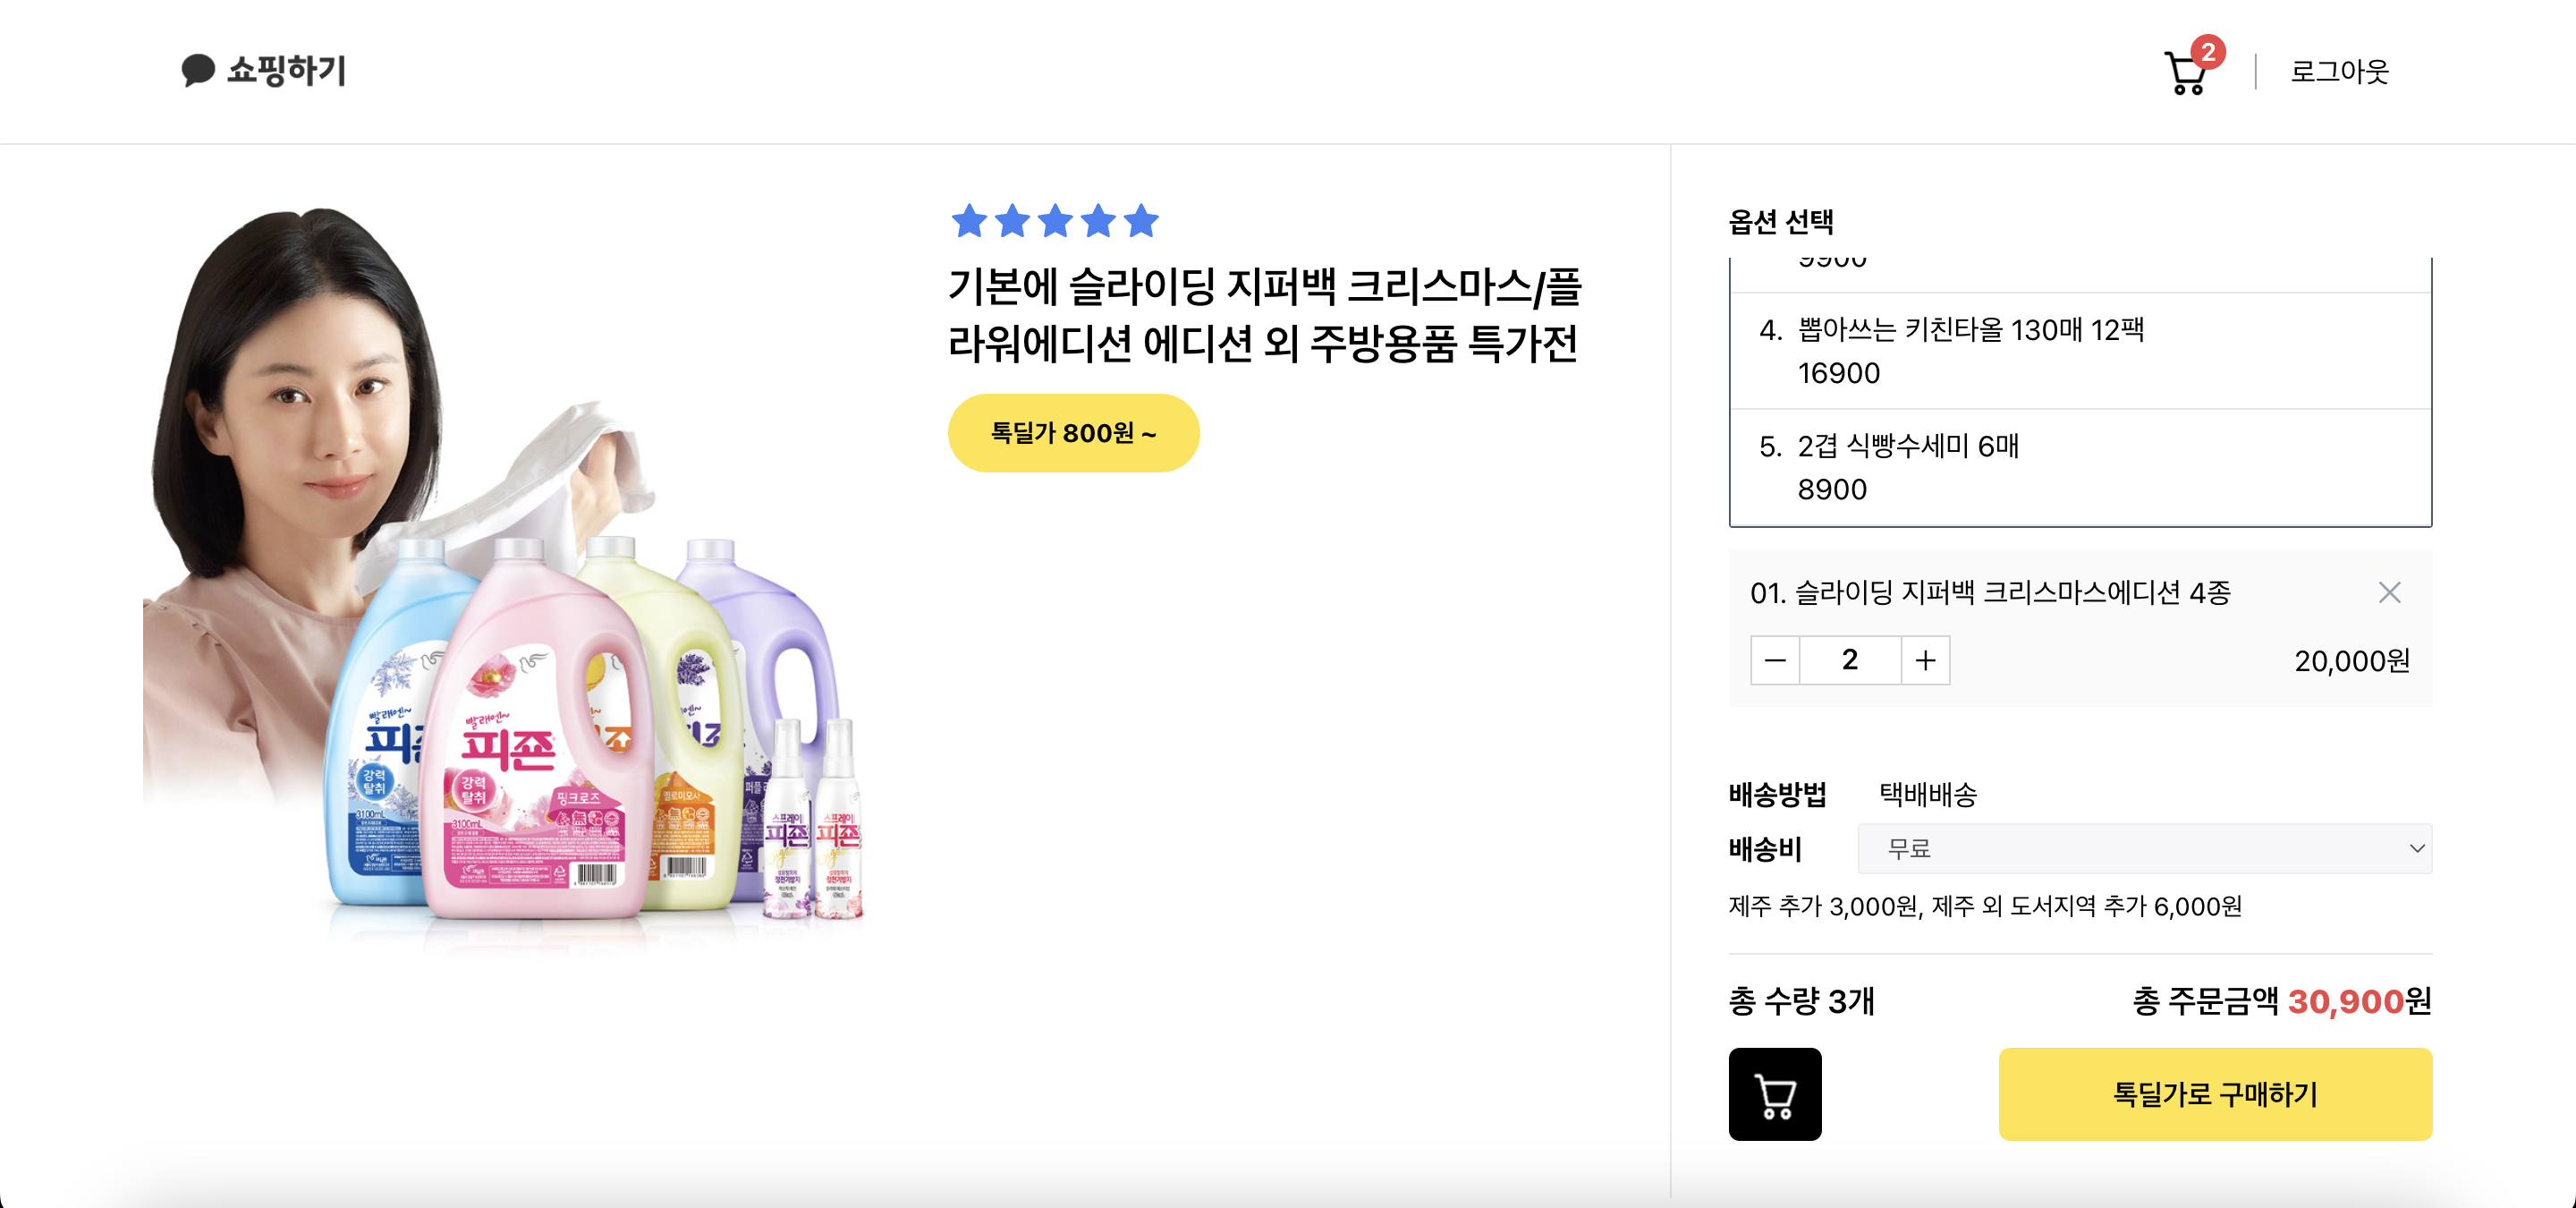 쇼핑하기
2
로그아웃
기본에 슬라이딩 지퍼백 크리스마스/플
라워에디션 에디션 외 주방용품 특가전
톡딜가 800원 ~
빨래엔~
피죤
강력
탈취
3100mL
빨래엔~
피죤
강력
탈취
핑크로즈
3100mL
옐로미모사
스프레이
피죤
스프레이
피죤
옵션 선택
9900
4. 뽑아쓰는 키친타올 130매 12팩
16900
5. 2겹 식빵수세미 6매
8900
01. 슬라이딩 지퍼백 크리스마스에디션 4종
2
20,000원
배송방법 택배배송
배송비 무료
제주 추가 3,000원, 제주 외 도서지역 추가 6,000원
총 수량 3개 총 주문금액 30,900원
톡딜가로 구매하기